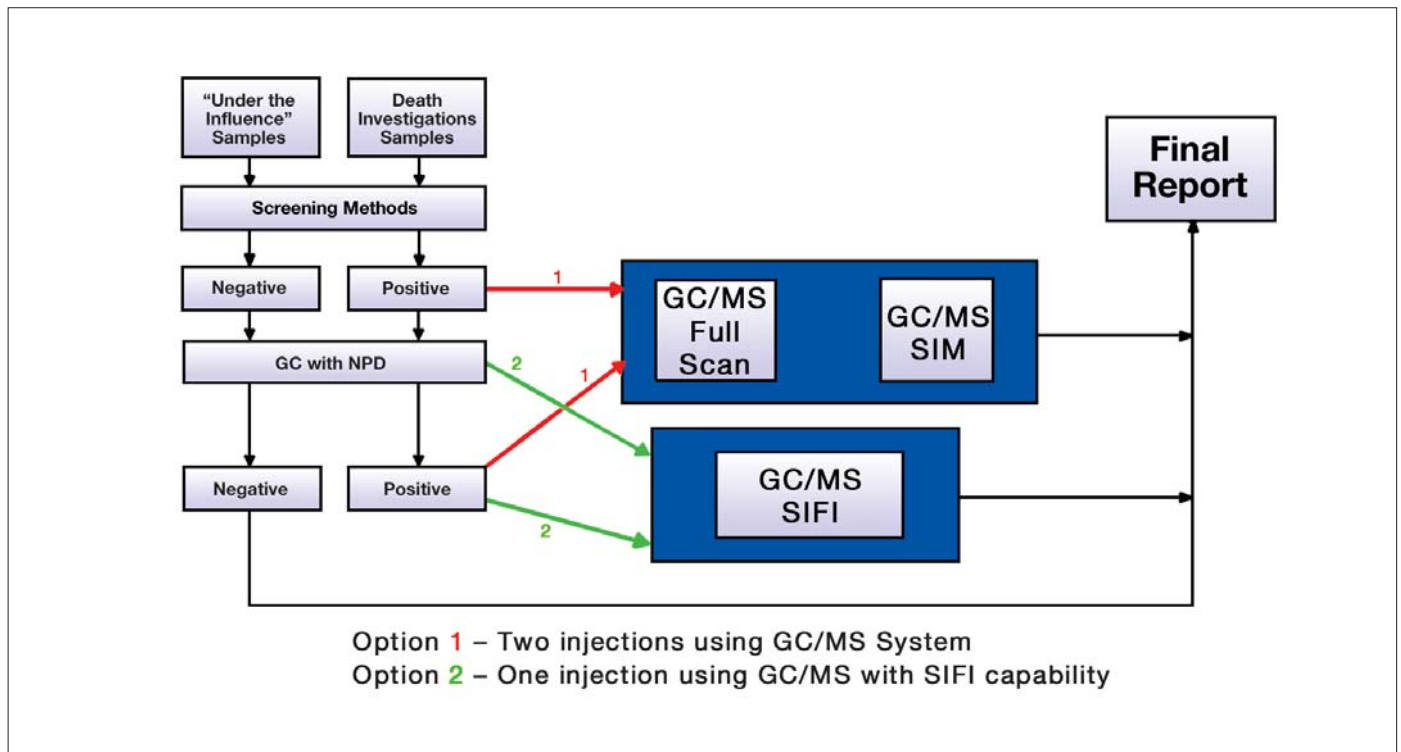 “Under the
Influence”
Samples
Death
Investigations
Samples
Screening Methods
Negative
Positive
GC with NPD
Negative
Positive
1
1
2
2
GC/MS
Full
Scan
GC/MS
SIM
GC/MS
SIFI
Final
Report
Option 1 – Two injections using GC/MS System
Option 2 – One injection using GC/MS with SIFI capability